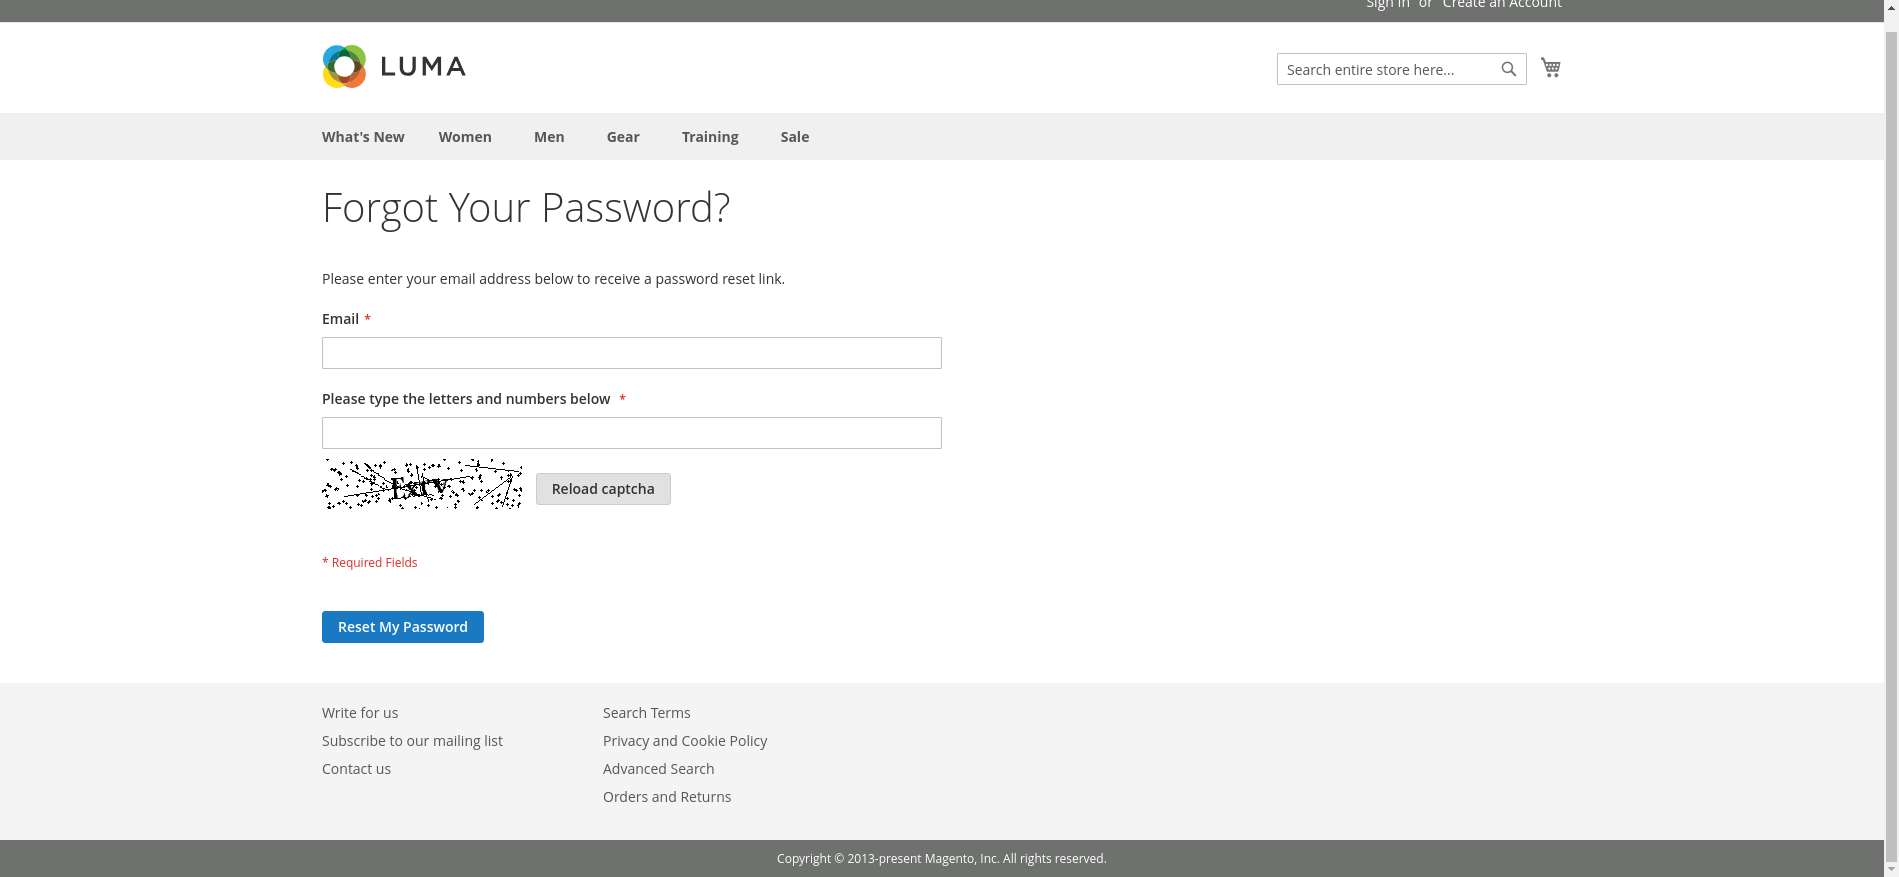 Sign In or Create an Account
LUMA
Search entire store here...
What's New Women Men Gear Training Sale
Forgot Your Password?
Please enter your email address below to receive a password reset link.
Email *
Please type the letters and numbers below *
Reload captcha
* Required Fields
Reset My Password
Write for us
Subscribe to our mailing list
Contact us
Search Terms
Privacy and Cookie Policy
Advanced Search
Orders and Returns
Copyright © 2013-present Magento, Inc. All rights reserved.